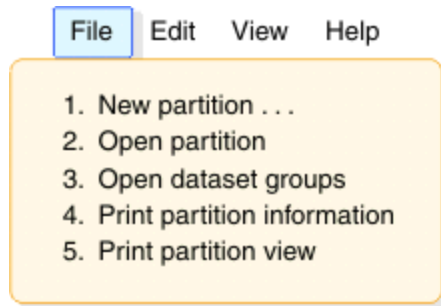 File Edit View Help
1. New partition . . .
2. Open partition
3. Open dataset groups
4. Print partition information
5. Print partition view